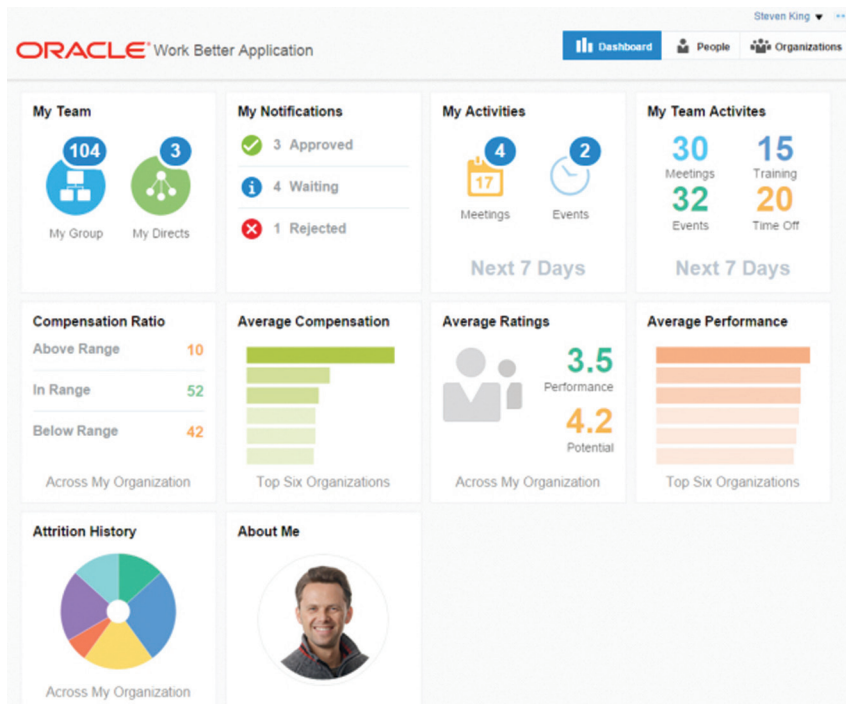 Steven King
ORACLE® Work Better Application
Dashboard
People
Organizations
My Team
104
3
My Group
My Directs
My Notifications
3 Approved
4 Waiting
1 Rejected
My Activities
4
2
17
Meetings
Events
Next 7 Days
My Team Activites
30
15
Meetings
Training
32
20
Events
Time Off
Next 7 Days
Compensation Ratio
Above Range 10
In Range 52
Below Range 42
Across My Organization
Average Compensation
Top Six Organizations
Average Ratings
3.5
Performance
4.2
Potential
Across My Organization
Average Performance
Top Six Organizations
Attrition History
Across My Organization
About Me